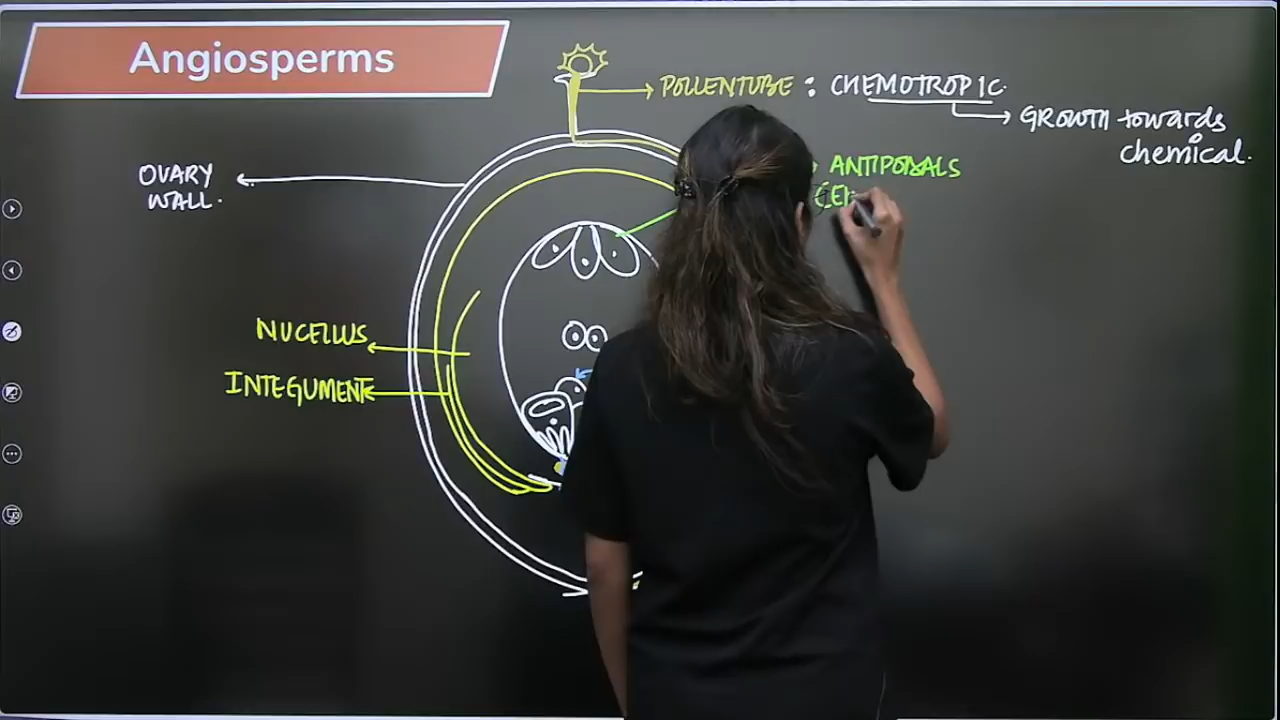 Angiosperms
POLLENTUBE : CHEMOTROPIC.
GROWTH towards
chemical.
OVARY
WALL.
ANTIPODALS
NUCELLUS
INTEGUMENT